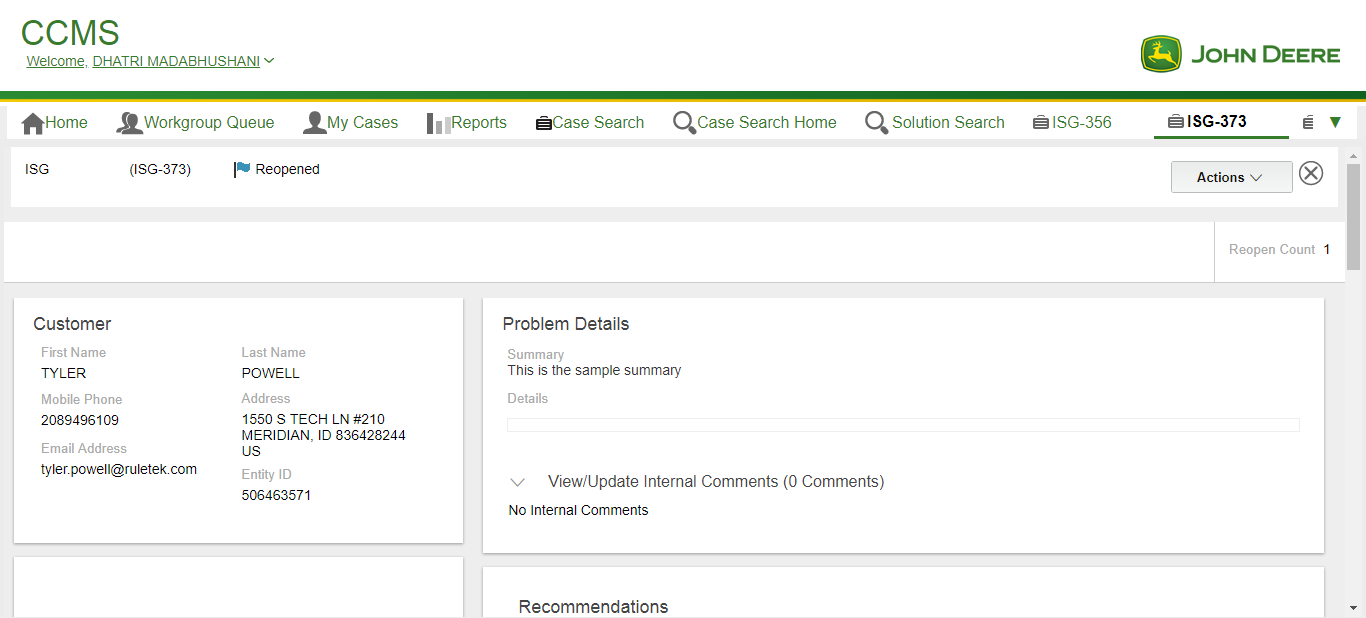 CCMS
Welcome, DHATRI MADABHUSHANI
JOHN DEERE
Home Workgroup Queue My Cases Reports Case Search Case Search Home Solution Search ISG-356 ISG-373
ISG (ISG-373) Reopened Actions
Reopen Count 1
Customer
First Name Last Name
TYLER POWELL
Mobile Phone Address
2089496109 1550 S TECH LN #210
MERIDIAN, ID 836428244
US
Email Address
tyler.powell@ruletek.com
Entity ID
506463571
Problem Details
Summary
This is the sample summary
Details
View/Update Internal Comments (0 Comments)
No Internal Comments
Recommendations